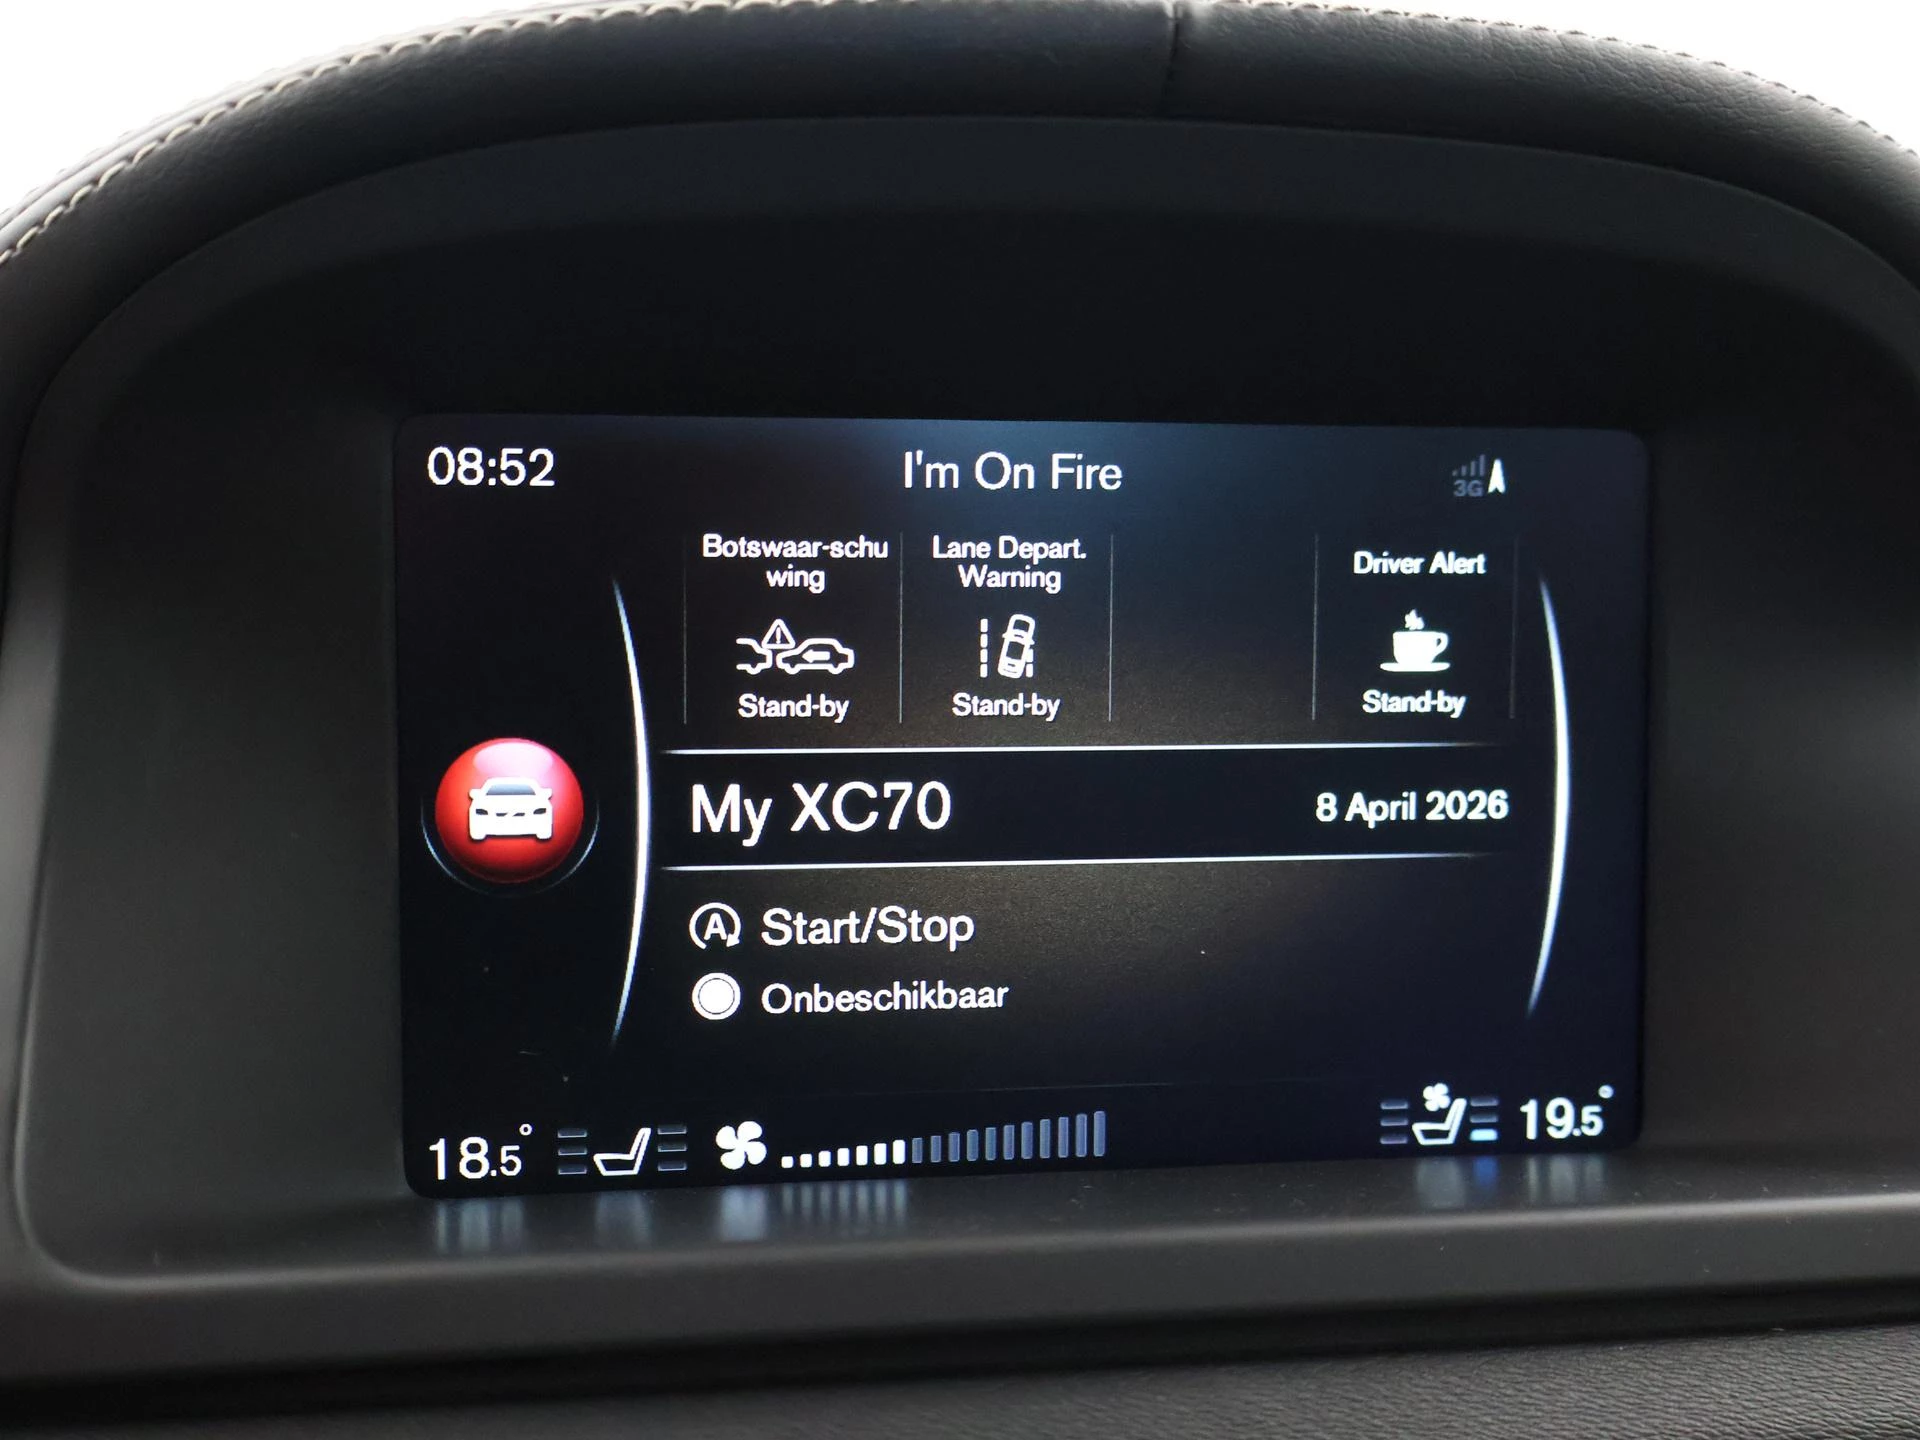 08:52
I'm On Fire
3G
Botswaar-schu
wing
Stand-by
Lane Depart.
Warning
Stand-by
Driver Alert
Stand-by
My XC70
8 April 2026
A Start/Stop
Onbeschikbaar
18.5°
19.5°